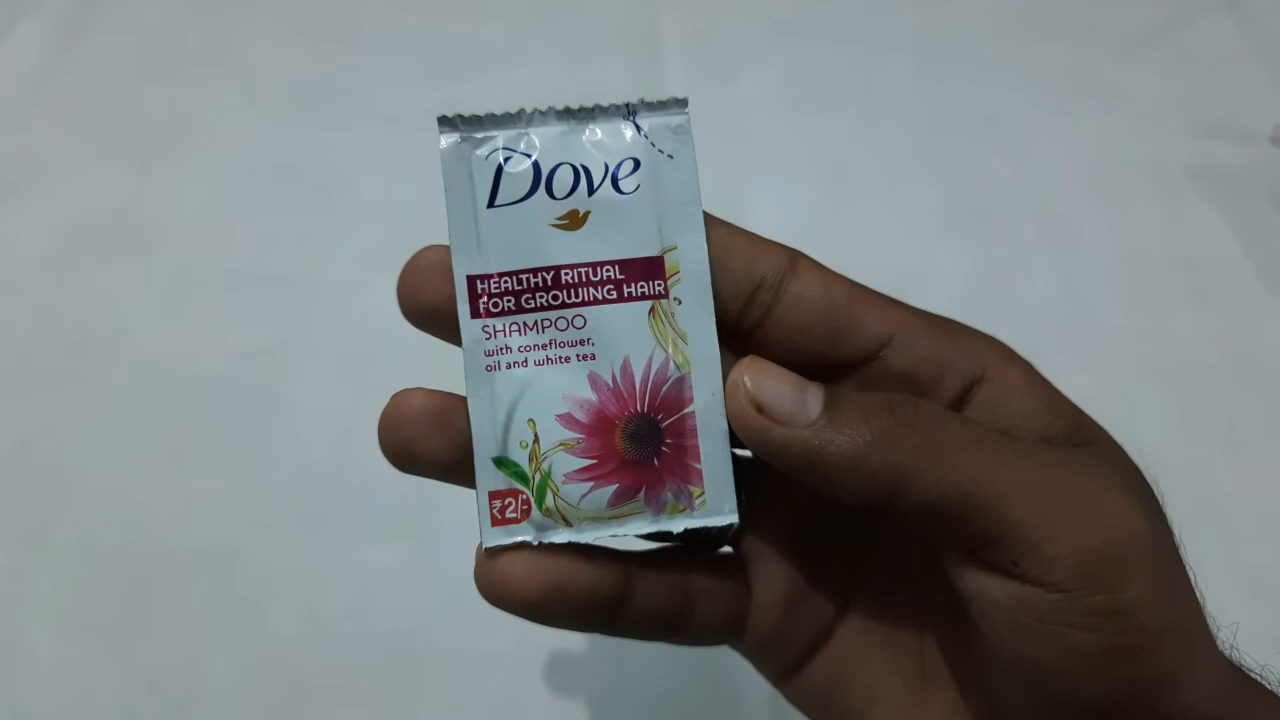 Dove
HEALTHY RITUAL
FOR GROWING HAIR
SHAMPOO
with coneflower,
oil and white tea
₹2/-